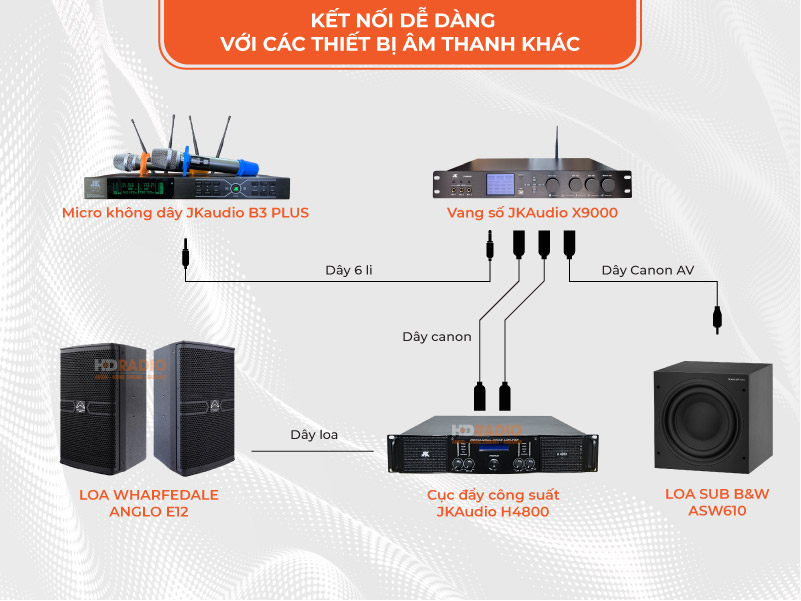 KẾT NỐI DỄ DÀNG
VỚI CÁC THIẾT BỊ ÂM THANH KHÁC
Micro không dây JKaudio B3 PLUS
Vang số JKAudio X9000
Dây 6 li
Dây Canon AV
Dây canon
HDRADIO
Dây loa
HDRADIO
LOA WHARFEDALE
ANGLO E12
Cục đẩy công suất
JKAudio H4800
LOA SUB B&W
ASW610